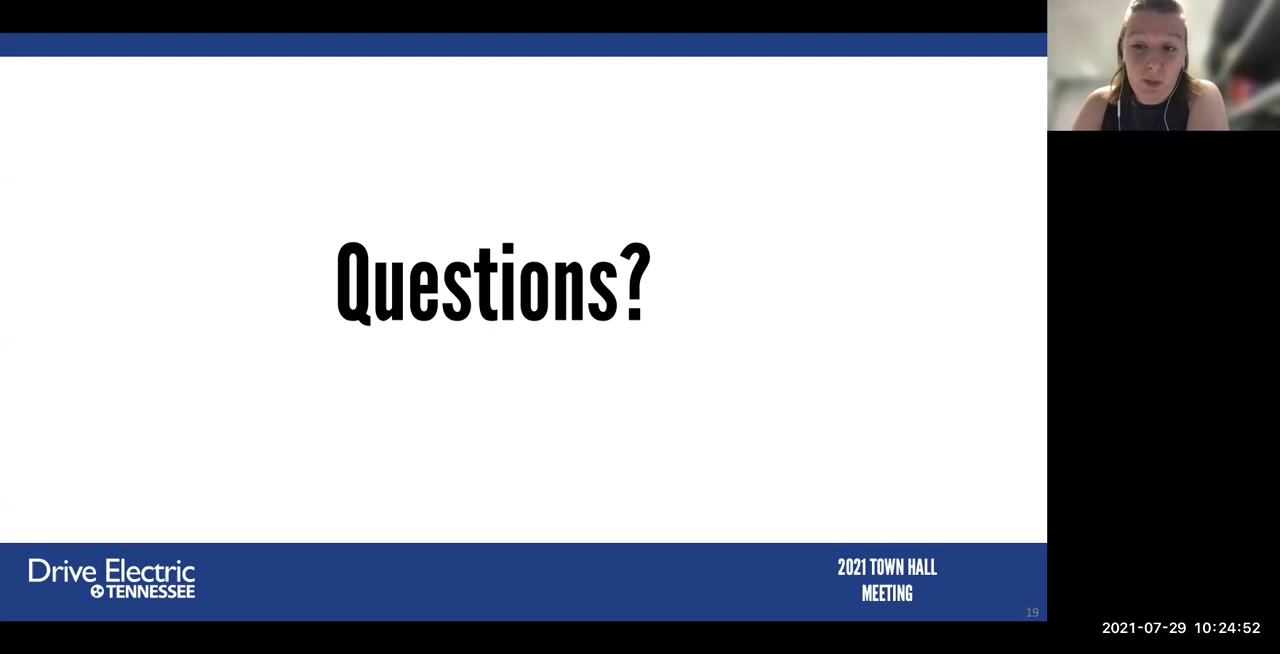 Questions?
Drive Electric
TENNESSEE
2021 TOWN HALL
MEETING
19
2021-07-29 10:24:52